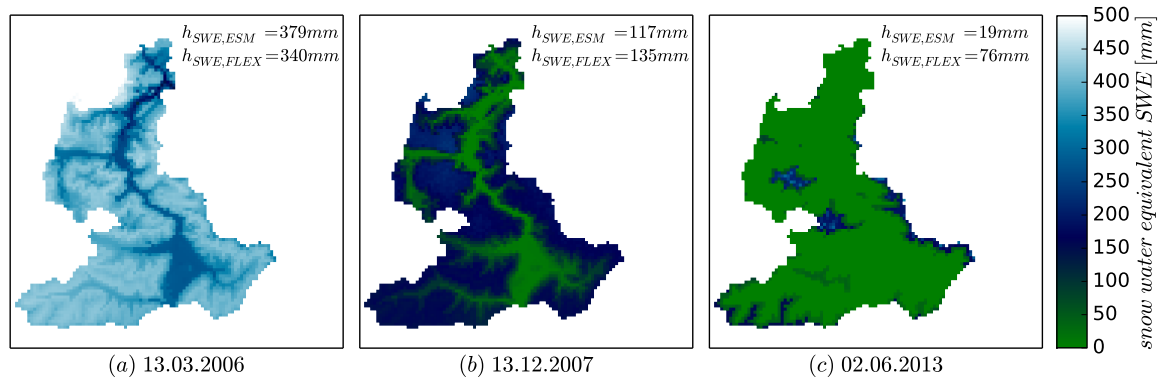 h_SWE,ESM =379mm
h_SWE,FLEX=340mm
(a) 13.03.2006
h_SWE,ESM =117mm
h_SWE,FLEX=135mm
(b) 13.12.2007
h_SWE,ESM =19mm
h_SWE,FLEX=76mm
(c) 02.06.2013
500
450
400
350
300
250
200
150
100
50
0
snow water equivalent SWE [mm]